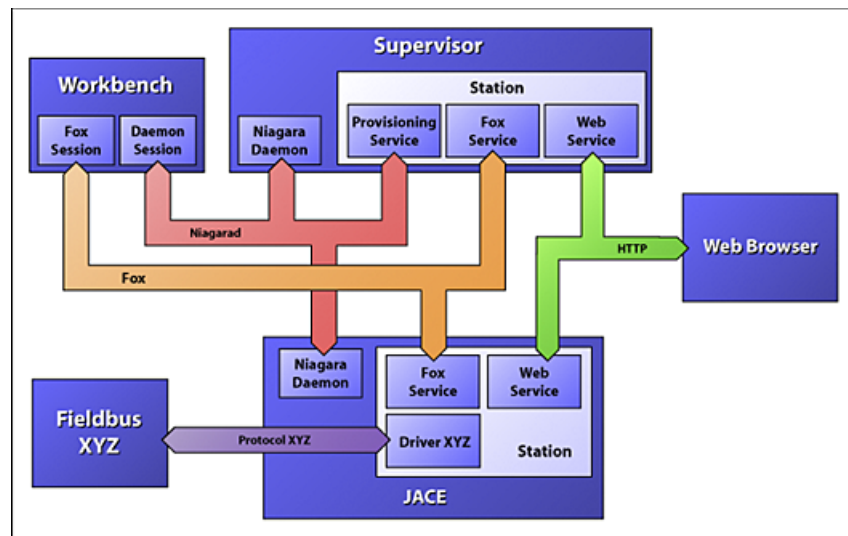 Supervisor
Workbench
Station
Fox
Session
Daemon
Session
Niagara
Daemon
Provisioning
Service
Fox
Service
Web
Service
Niagarad
HTTP
Web Browser
Fox
Niagara
Daemon
Fox
Service
Web
Service
Fieldbus
XYZ
Protocol XYZ
Driver XYZ
Station
JACE